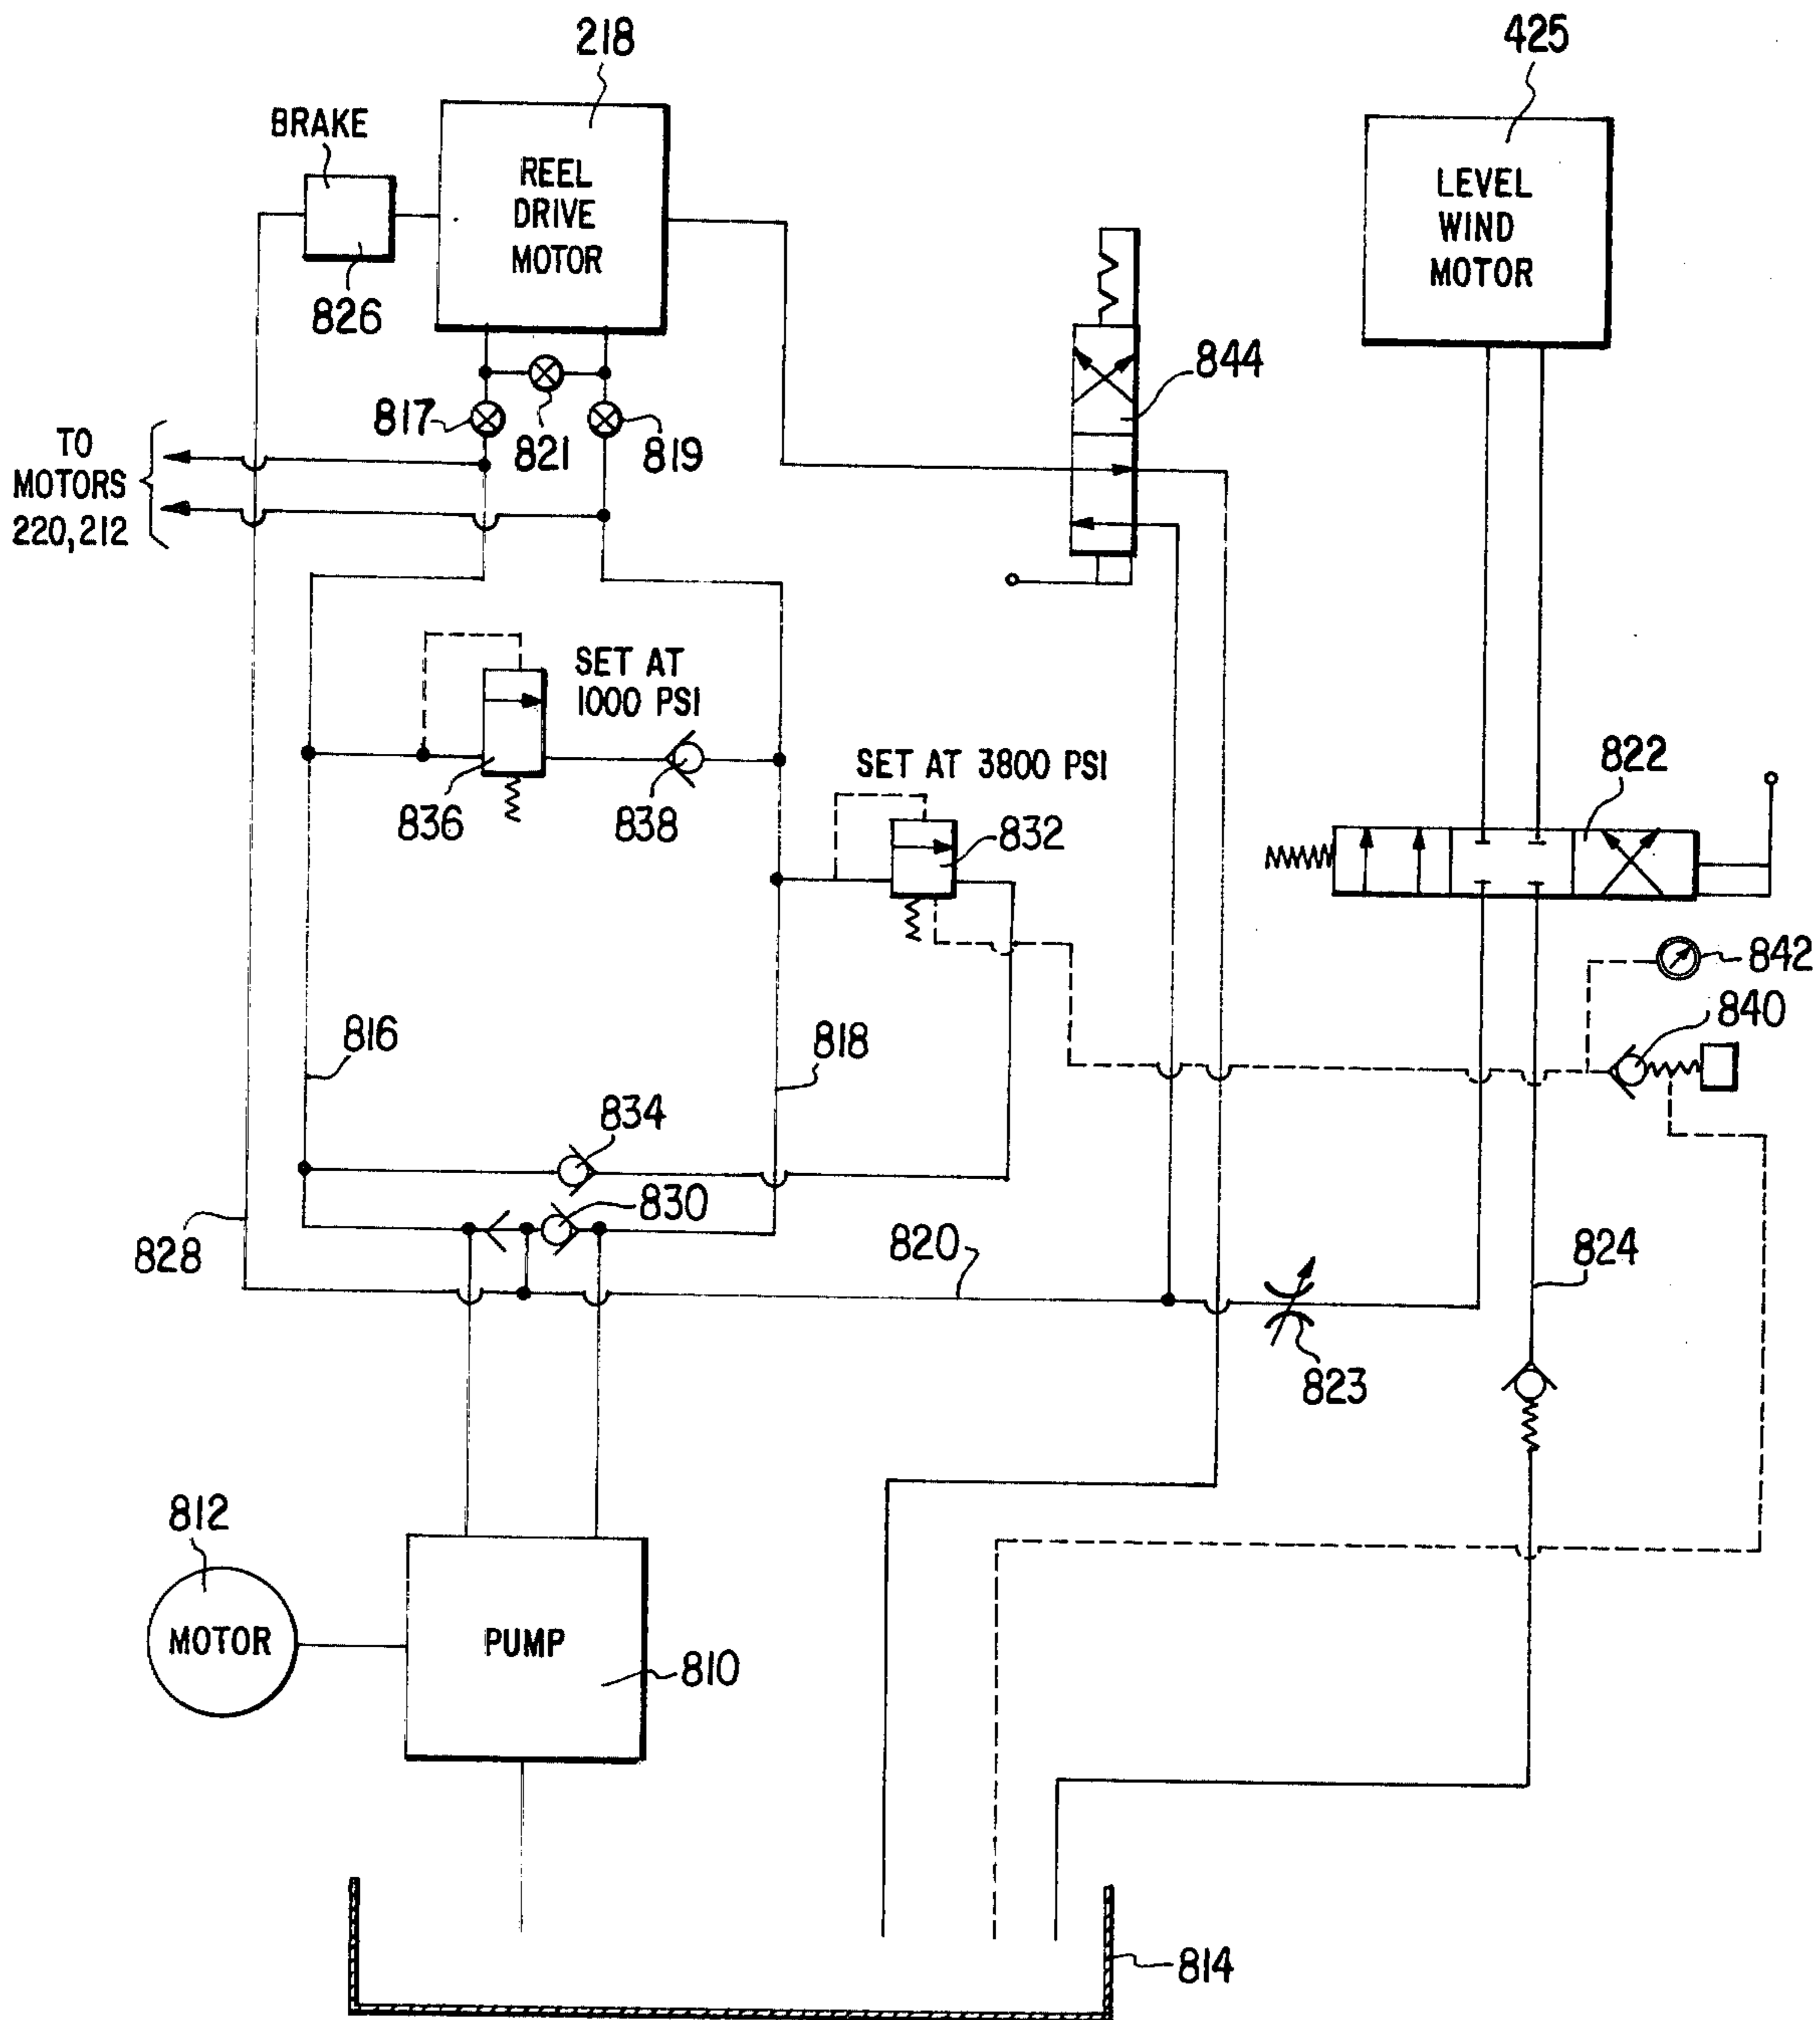 218
425
BRAKE
REEL
DRIVE
MOTOR
LEVEL
WIND
MOTOR
826
844
817
821
819
TO
MOTORS
220,212
SET AT
1000 PSI
822
SET AT 3800 PSI
836
838
832
842
840
816
818
834
830
828
820
824
823
812
MOTOR
PUMP
810
814